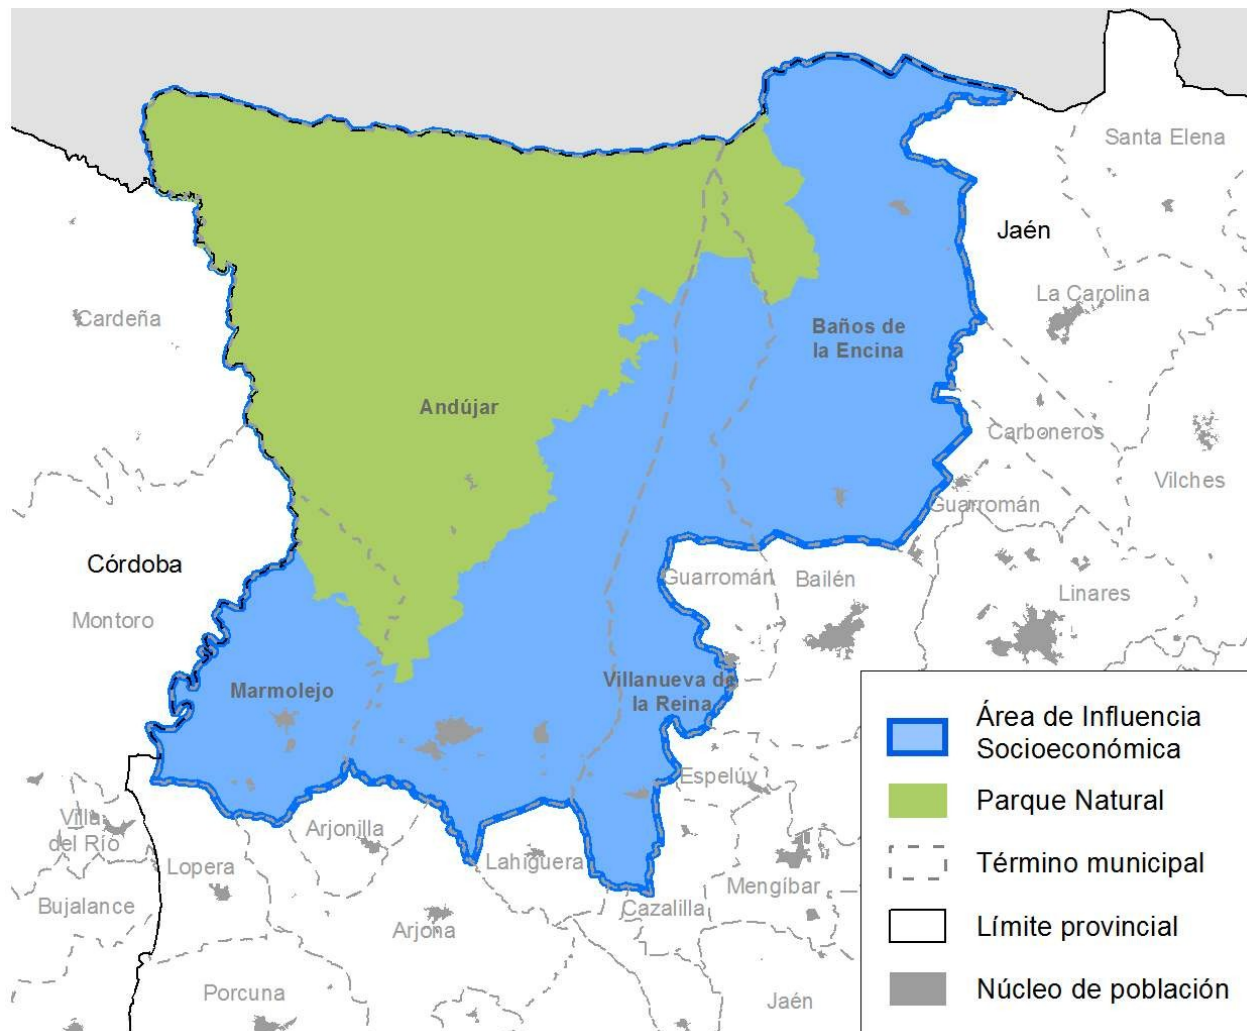 Santa Elena
Jaén
La Carolina
Cardeña
Baños de
la Encina
Andújar
Carboneros
Vilches
Guarromán
Córdoba
Guarromán
Bailén
Linares
Montoro
Marmolejo
Villanueva de
la Reina
Espelúy
Villa
del Río
Arjonilla
Lopera
Lahiguera
Mengíbar
Bujalance
Cazalilla
Arjona
Porcuna
Jaén
Área de Influencia
Socioeconómica
Parque Natural
Término municipal
Límite provincial
Núcleo de población